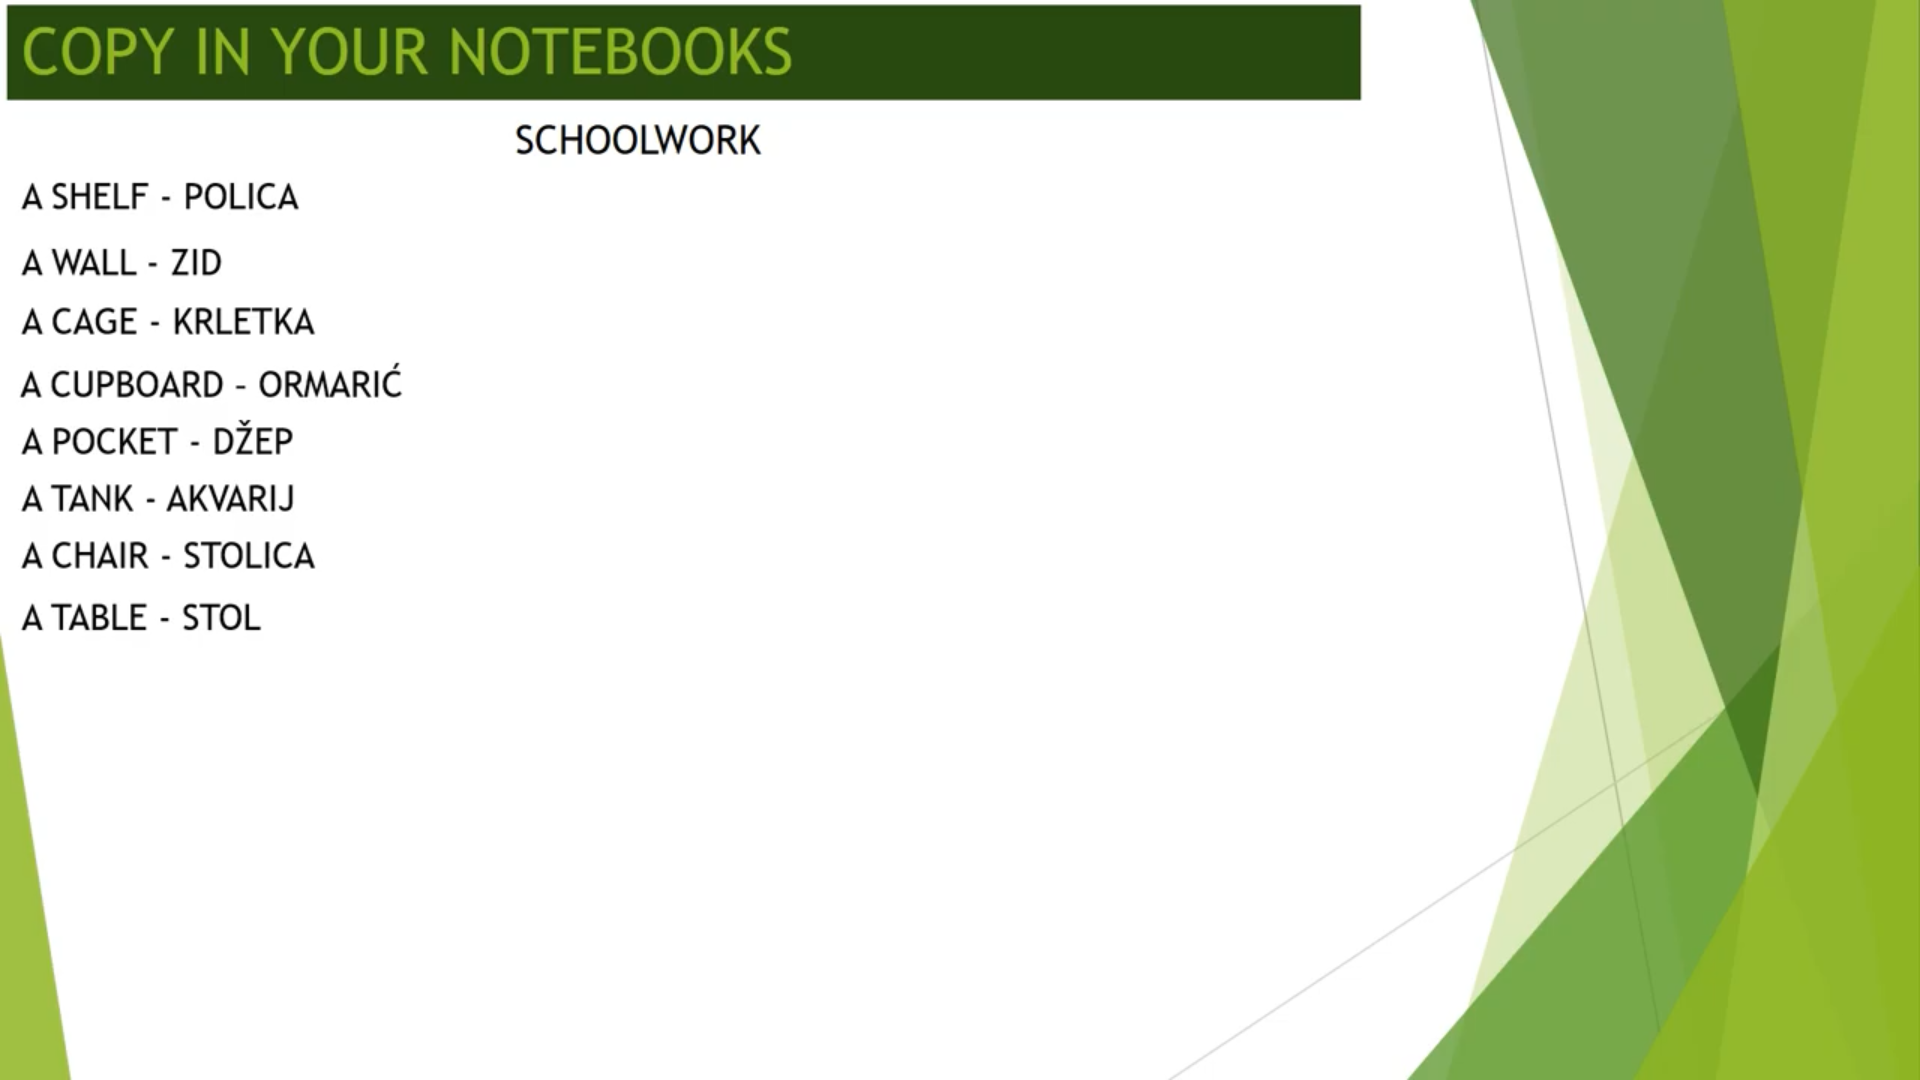 COPY IN YOUR NOTEBOOKS
SCHOOLWORK
A SHELF - POLICA
A WALL - ZID
A CAGE - KRLETKA
A CUPBOARD – ORMARIĆ
A POCKET - DŽEP
A TANK - AKVARIJ
A CHAIR - STOLICA
A TABLE - STOL